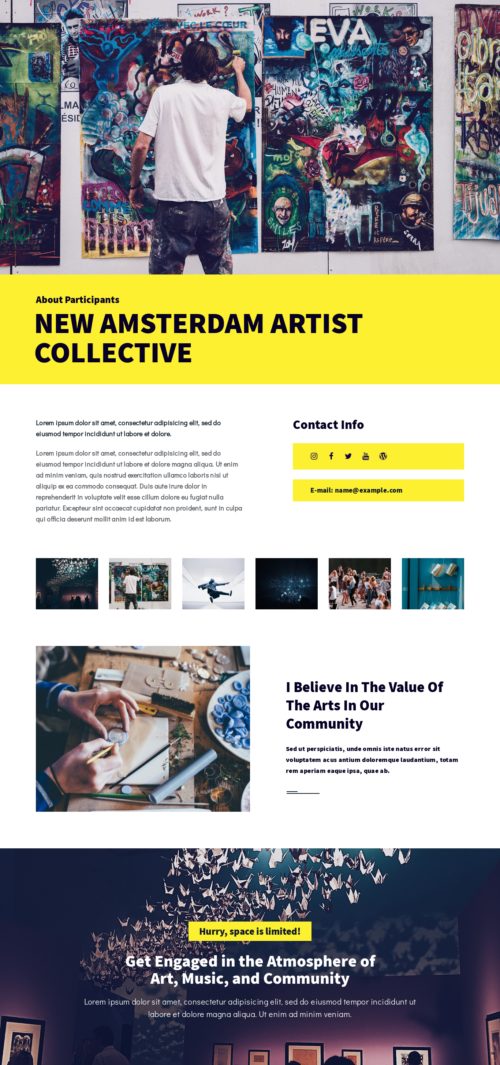 WORK ?
VEC LE CŒUR
EVA
MILES
About Participants
NEW AMSTERDAM ARTIST
COLLECTIVE
Lorem ipsum dolor sit amet, consectetur adipisicing elit, sed do
eiusmod tempor incididunt ut labore et dolore.
Lorem ipsum dolor sit amet, consectetur adipisicing elit, sed do
eiusmod tempor incididunt ut labore et dolore magna aliqua. Ut enim
ad minim veniam, quis nostrud exercitation ullamco laboris nisi ut
aliquip ex ea commodo consequat. Duis aute irure dolor in
reprehenderit in voluptate velit esse cillum dolore eu fugiat nulla
pariatur. Excepteur sint occaecat cupidatat non proident, sunt in culpa
qui officia deserunt mollit anim id est laborum.
Contact Info
E-mail: name@example.com
I Believe In The Value Of
The Arts In Our
Community
Sed ut perspiciatis, unde omnis iste natus error sit
voluptatem acus antium doloremque laudantium, totam
rem aperiam eaque ipsa, quae ab.
Hurry, space is limited!
Get Engaged in the Atmosphere of
Art, Music, and Community
Lorem ipsum dolor sit amet, consectetur adipisicing elit, sed do eiusmod tempor incididunt ut
labore et dolore magna aliqua. Ut enim ad minim veniam.